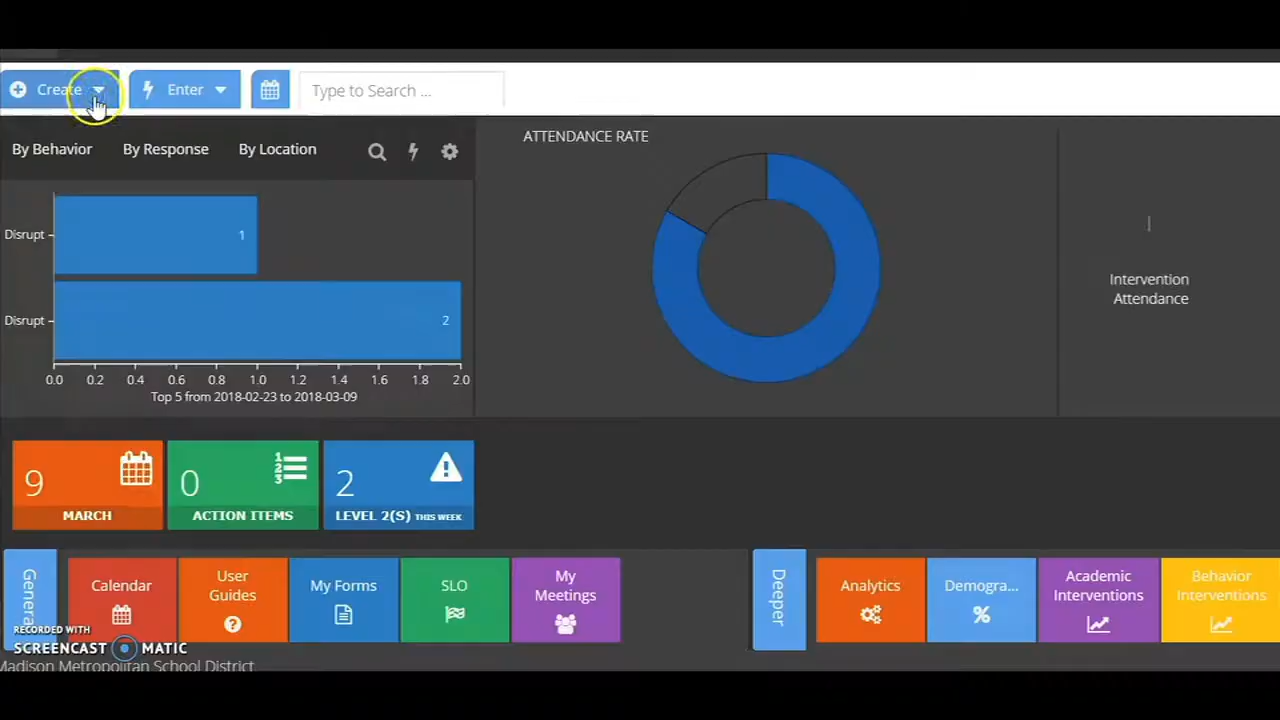 Create
Enter
Type to Search ...
By Behavior
By Response
By Location
Disrupt
1
Disrupt
2
0.0 0.2 0.4 0.6 0.8 1.0 1.2 1.4 1.6 1.8 2.0
Top 5 from 2018-02-23 to 2018-03-09
ATTENDANCE RATE
Intervention
Attendance
9
MARCH
0
1
2
3
ACTION ITEMS
2
LEVEL 2(S) THIS WEEK
Genera
Calendar
User
Guides
My Forms
SLO
My
Meetings
Deeper
Analytics
Demogra...
Academic
Interventions
Behavior
Interventions
RECORDED WITH
SCREENCAST MATIC
Madison Metropolitan School District